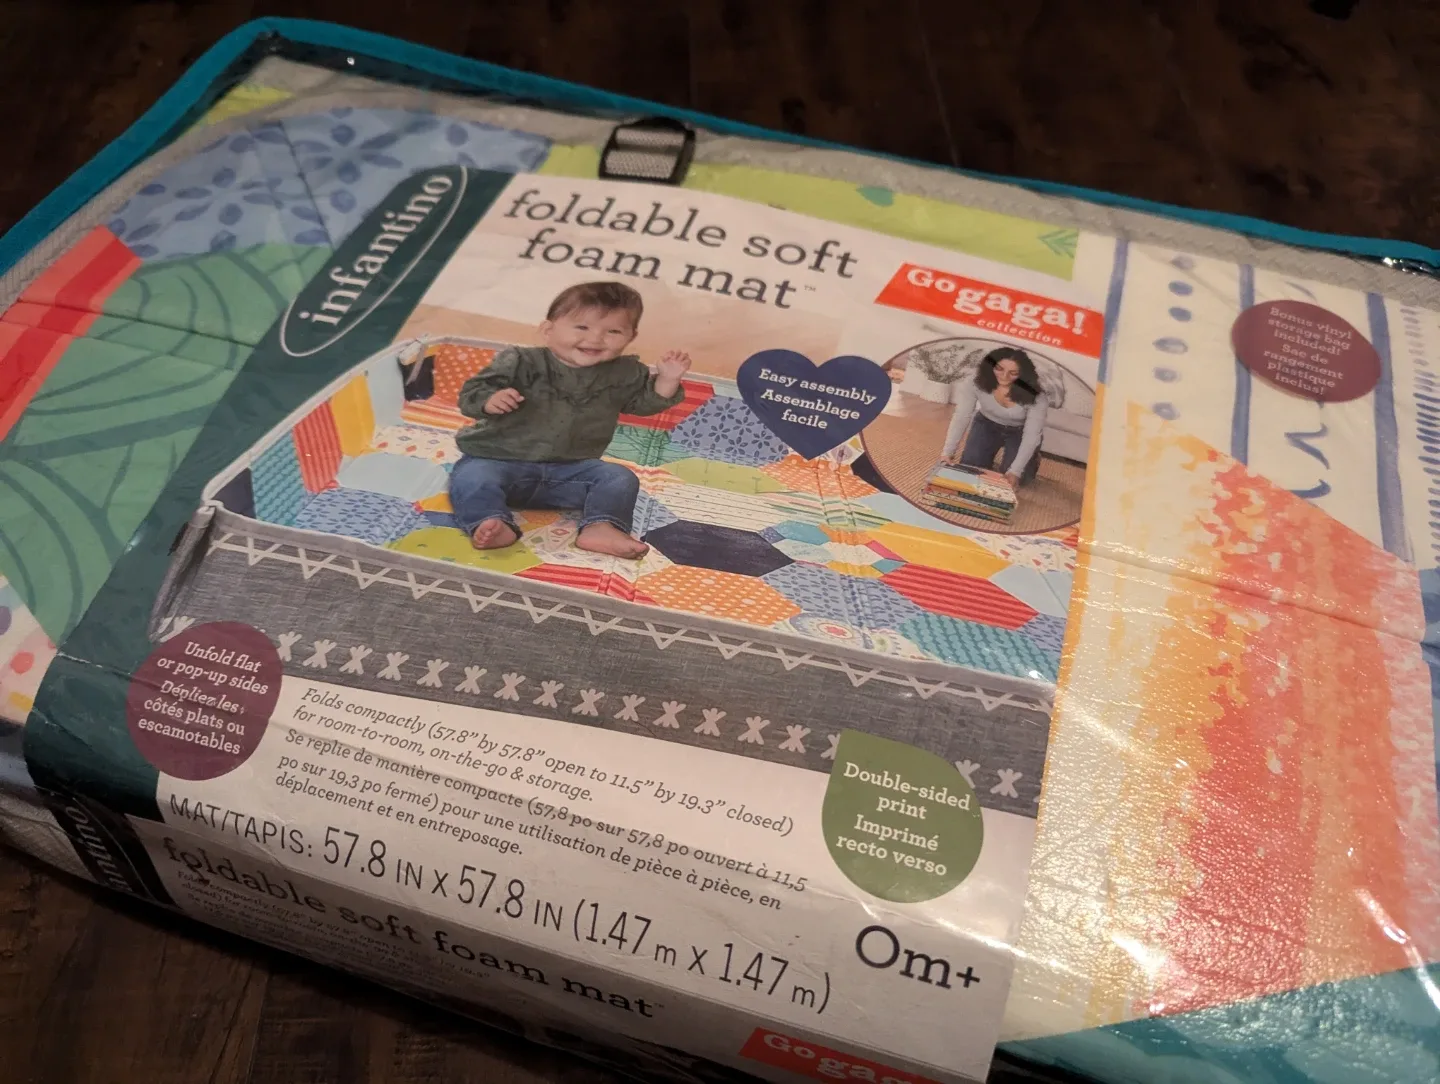 infantino
foldable soft
foam mat™
Go gaga!
collection
Easy assembly
Assemblage
facile
Bonus vinyl
storage bag
included!
Sac de
rangement
plastique
inclus!
Unfold flat
or pop-up sides
Dépliez les
côtés plats ou
escamotables
Folds compactly (57.8" by 57.8" open to 11.5" by 19.3" closed)
for room-to-room, on-the-go & storage.
Se replie de manière compacte (57,8 po sur 57,8 po ouvert à 11,5
po sur 19,3 po fermé) pour une utilisation de pièce à pièce, en
déplacement et en entreposage.
Double-sided
print
Imprimé
recto verso
MAT/TAPIS: 57.8 IN X 57.8 IN (1.47 m X 1.47 m)
0m+
foldable soft foam mat™
Go gaga